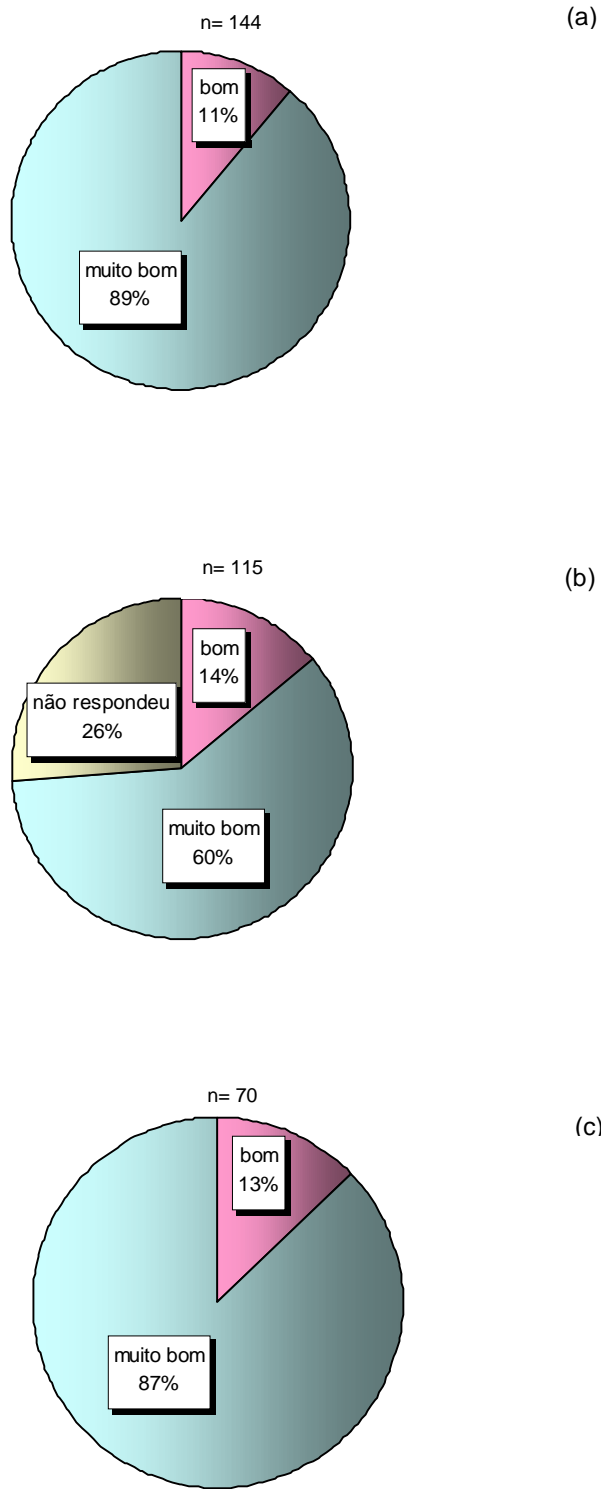 n= 144
(a)
bom
11%
muito bom
89%
n= 115
(b)
bom
14%
não respondeu
26%
muito bom
60%
n= 70
(c)
bom
13%
muito bom
87%